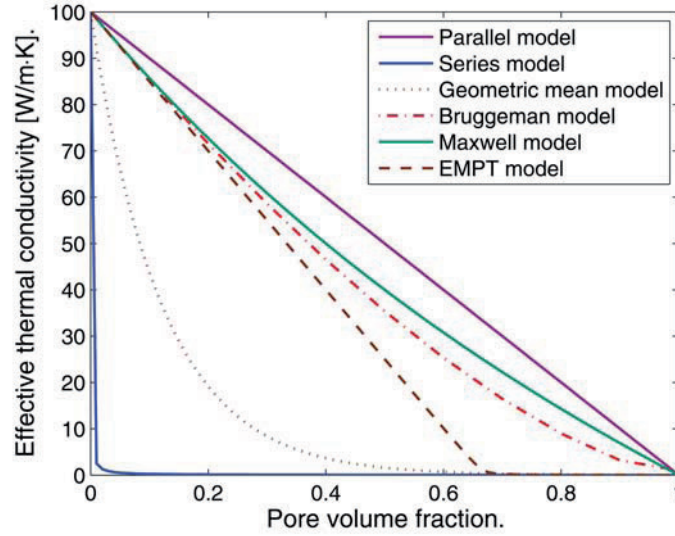 Effective thermal conductivity [W/m·K].
100
90
80
70
60
50
40
30
20
10
0
Parallel model
Series model
Geometric mean model
Bruggeman model
Maxwell model
EMPT model
0 0.2 0.4 0.6 0.8 1
Pore volume fraction.